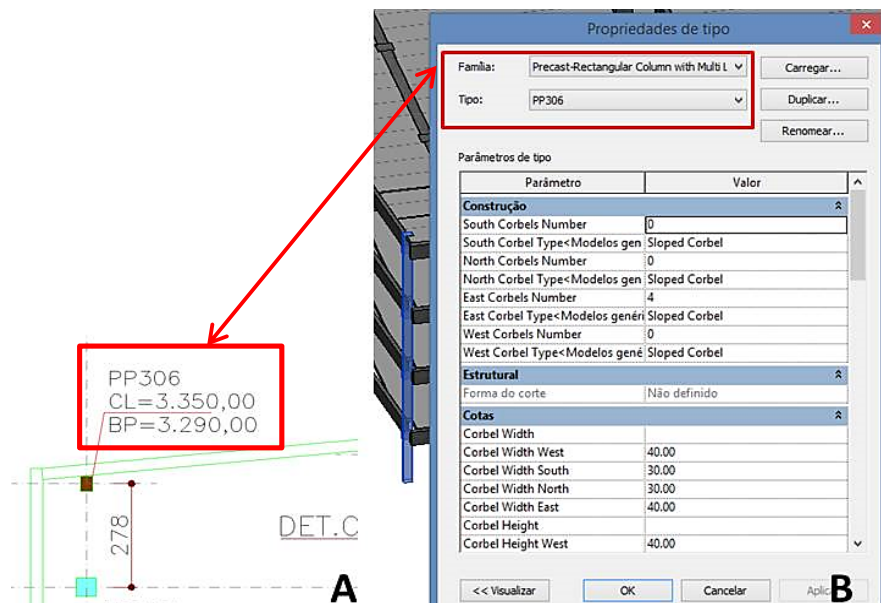 PP306
CL=3.350,00
BP=3.290,00
278
DET.C
A
Propriedades de tipo
Família: Precast-Rectangular Column with Multi L Carregar...
Tipo: PP306 Duplicar...
Renomear...
Parâmetros de tipo
Parâmetro Valor
Construção
South Corbels Number 0
South Corbel Type<Modelos gen Sloped Corbel
North Corbels Number 0
North Corbel Type<Modelos gen Sloped Corbel
East Corbels Number 4
East Corbel Type<Modelos genéri Sloped Corbel
West Corbels Number 0
West Corbel Type<Modelos gené Sloped Corbel
Estrutural
Forma do corte Não definido
Cotas
Corbel Width
Corbel Width West 40.00
Corbel Width South 30.00
Corbel Width North 30.00
Corbel Width East 40.00
Corbel Height
Corbel Height West 40.00
<< Visualizar OK Cancelar
B